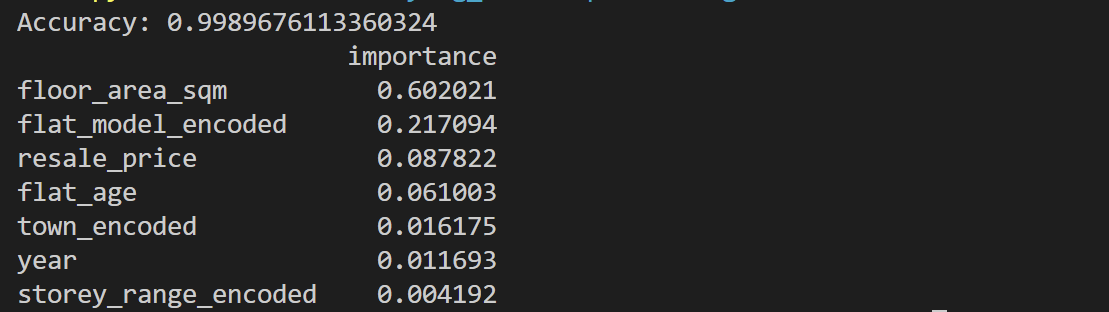 Accuracy: 0.9989676113360324
importance
floor_area_sqm 0.602021
flat_model_encoded 0.217094
resale_price 0.087822
flat_age 0.061003
town_encoded 0.016175
year 0.011693
storey_range_encoded 0.004192